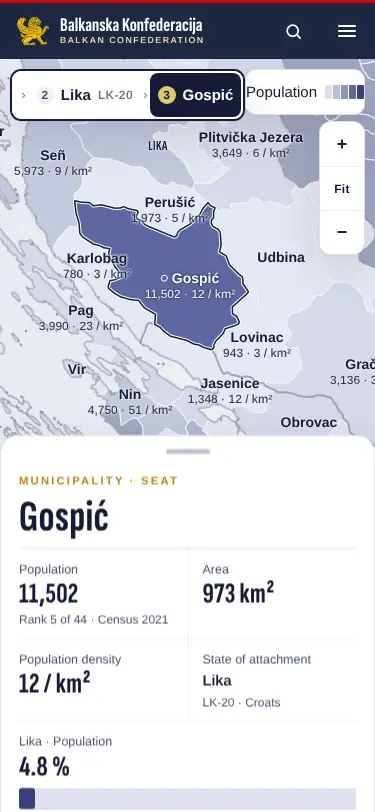 Balkanska Konfederacija
BALKAN CONFEDERATION
› 2 Lika LK-20 › 3 Gospić
Population
LIKA
Plitvička Jezera
3,649 · 6 / km²
Señ
5,973 · 9 / km²
+
Fit
−
Perušić
1,973 · 5 / km²
Karlobag
780 · 3 / km²
Udbina
Gospić
11,502 · 12 / km²
Pag
3,990 · 23 / km²
Lovinac
943 · 3 / km²
Vir
Grač
3,136 · 3
Jasenice
1,348 · 12 / km²
Nin
4,750 · 51 / km²
Obrovac
MUNICIPALITY · SEAT
Gospić
Population
11,502
Rank 5 of 44 · Census 2021
Area
973 km²
Population density
12 / km²
State of attachment
Lika
LK-20 · Croats
Lika · Population
4.8 %